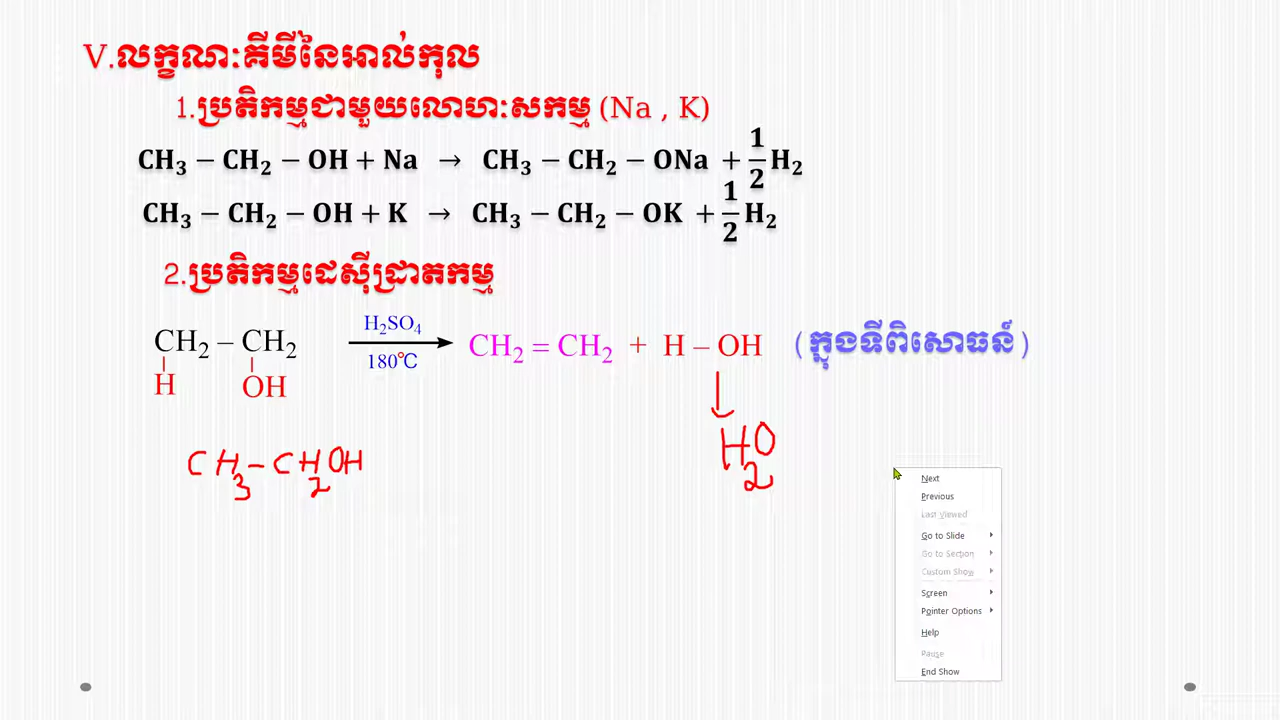 V.លក្ខណៈគីមីនៃអាល់កុល
1.ប្រតិកម្មជាមួយលោហៈសកម្ម (Na , K)
CH₃ − CH₂ − OH + Na → CH₃ − CH₂ − ONa + 1/2 H₂
CH₃ − CH₂ − OH + K → CH₃ − CH₂ − OK + 1/2 H₂
2.ប្រតិកម្មដេស៊ីដ្រាតកម្ម
CH₂ – CH₂ H₂SO₄ 180℃ CH₂ = CH₂ + H – OH (ក្នុងទីពិសោធន៍)
H OH
H₂O
CH₃ – CH₂OH
Next
Previous
Last Viewed
Go to Slide
Go to Section
Custom Show
Screen
Pointer Options
Help
Pause
End Show